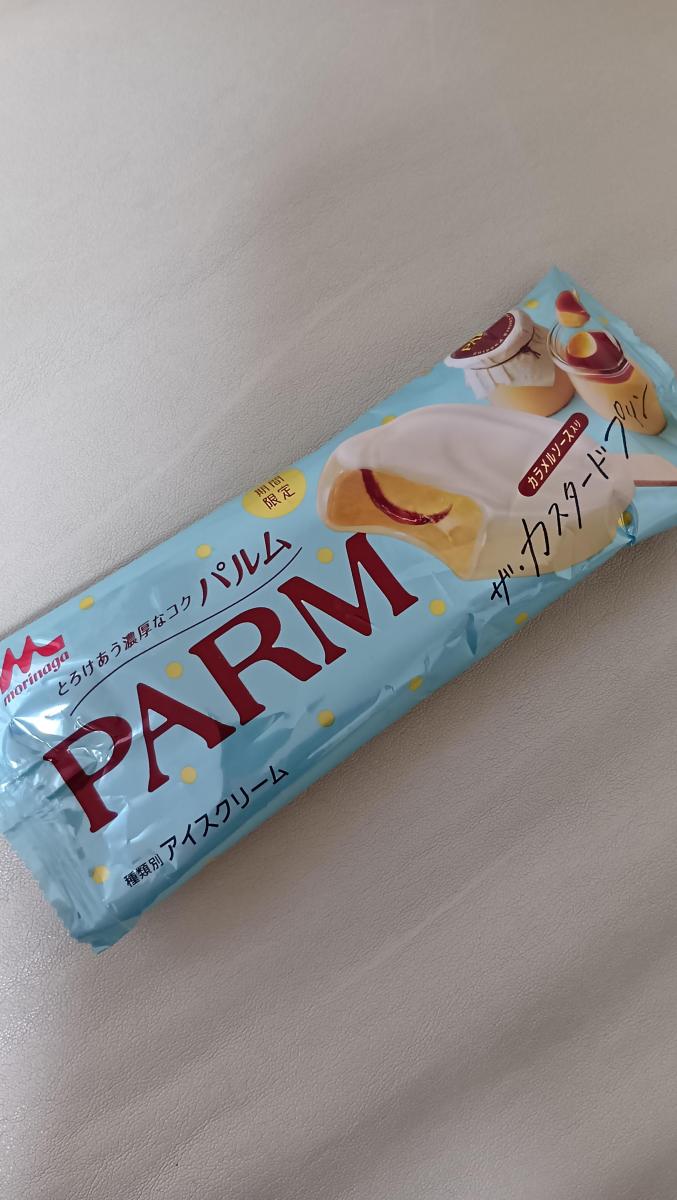 morinaga
とろけあう濃厚なコク パルム
PARM
種類別 アイスクリーム
期間
限定
カラメルソース入り
ザ・カスタードプリン